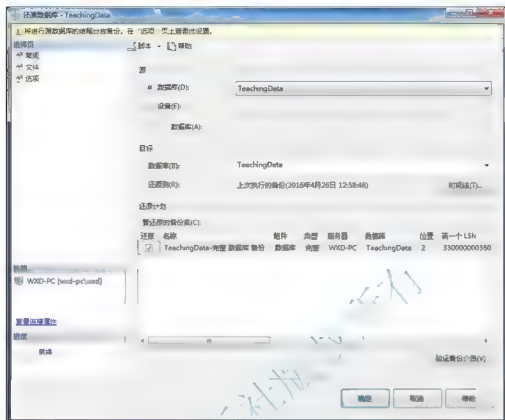 还原数据库 - TeachingData
将进行源数据库的结尾日志备份。在“选项”页上查看此设置。
选择页
常规
文件
选项
脚本 帮助
源
数据库(D): TeachingData
设备(E):
数据库(A):
目标
数据库(B): TeachingData
还原到(R): 上次执行的备份(2016年4月26日 12:58:46) 时间线(T)...
还原计划
要还原的备份集(C):
还原 名称 组件 类型 服务器 数据库 位置 第一个 LSN
TeachingData-完整 数据库 备份 数据库 完整 WXD-PC TeachingData 2 330000000360
连接
WXD-PC [wxd-pc\wxd]
查看连接属性
进度
就绪
验证备份介质(V)
确定 取消 帮助